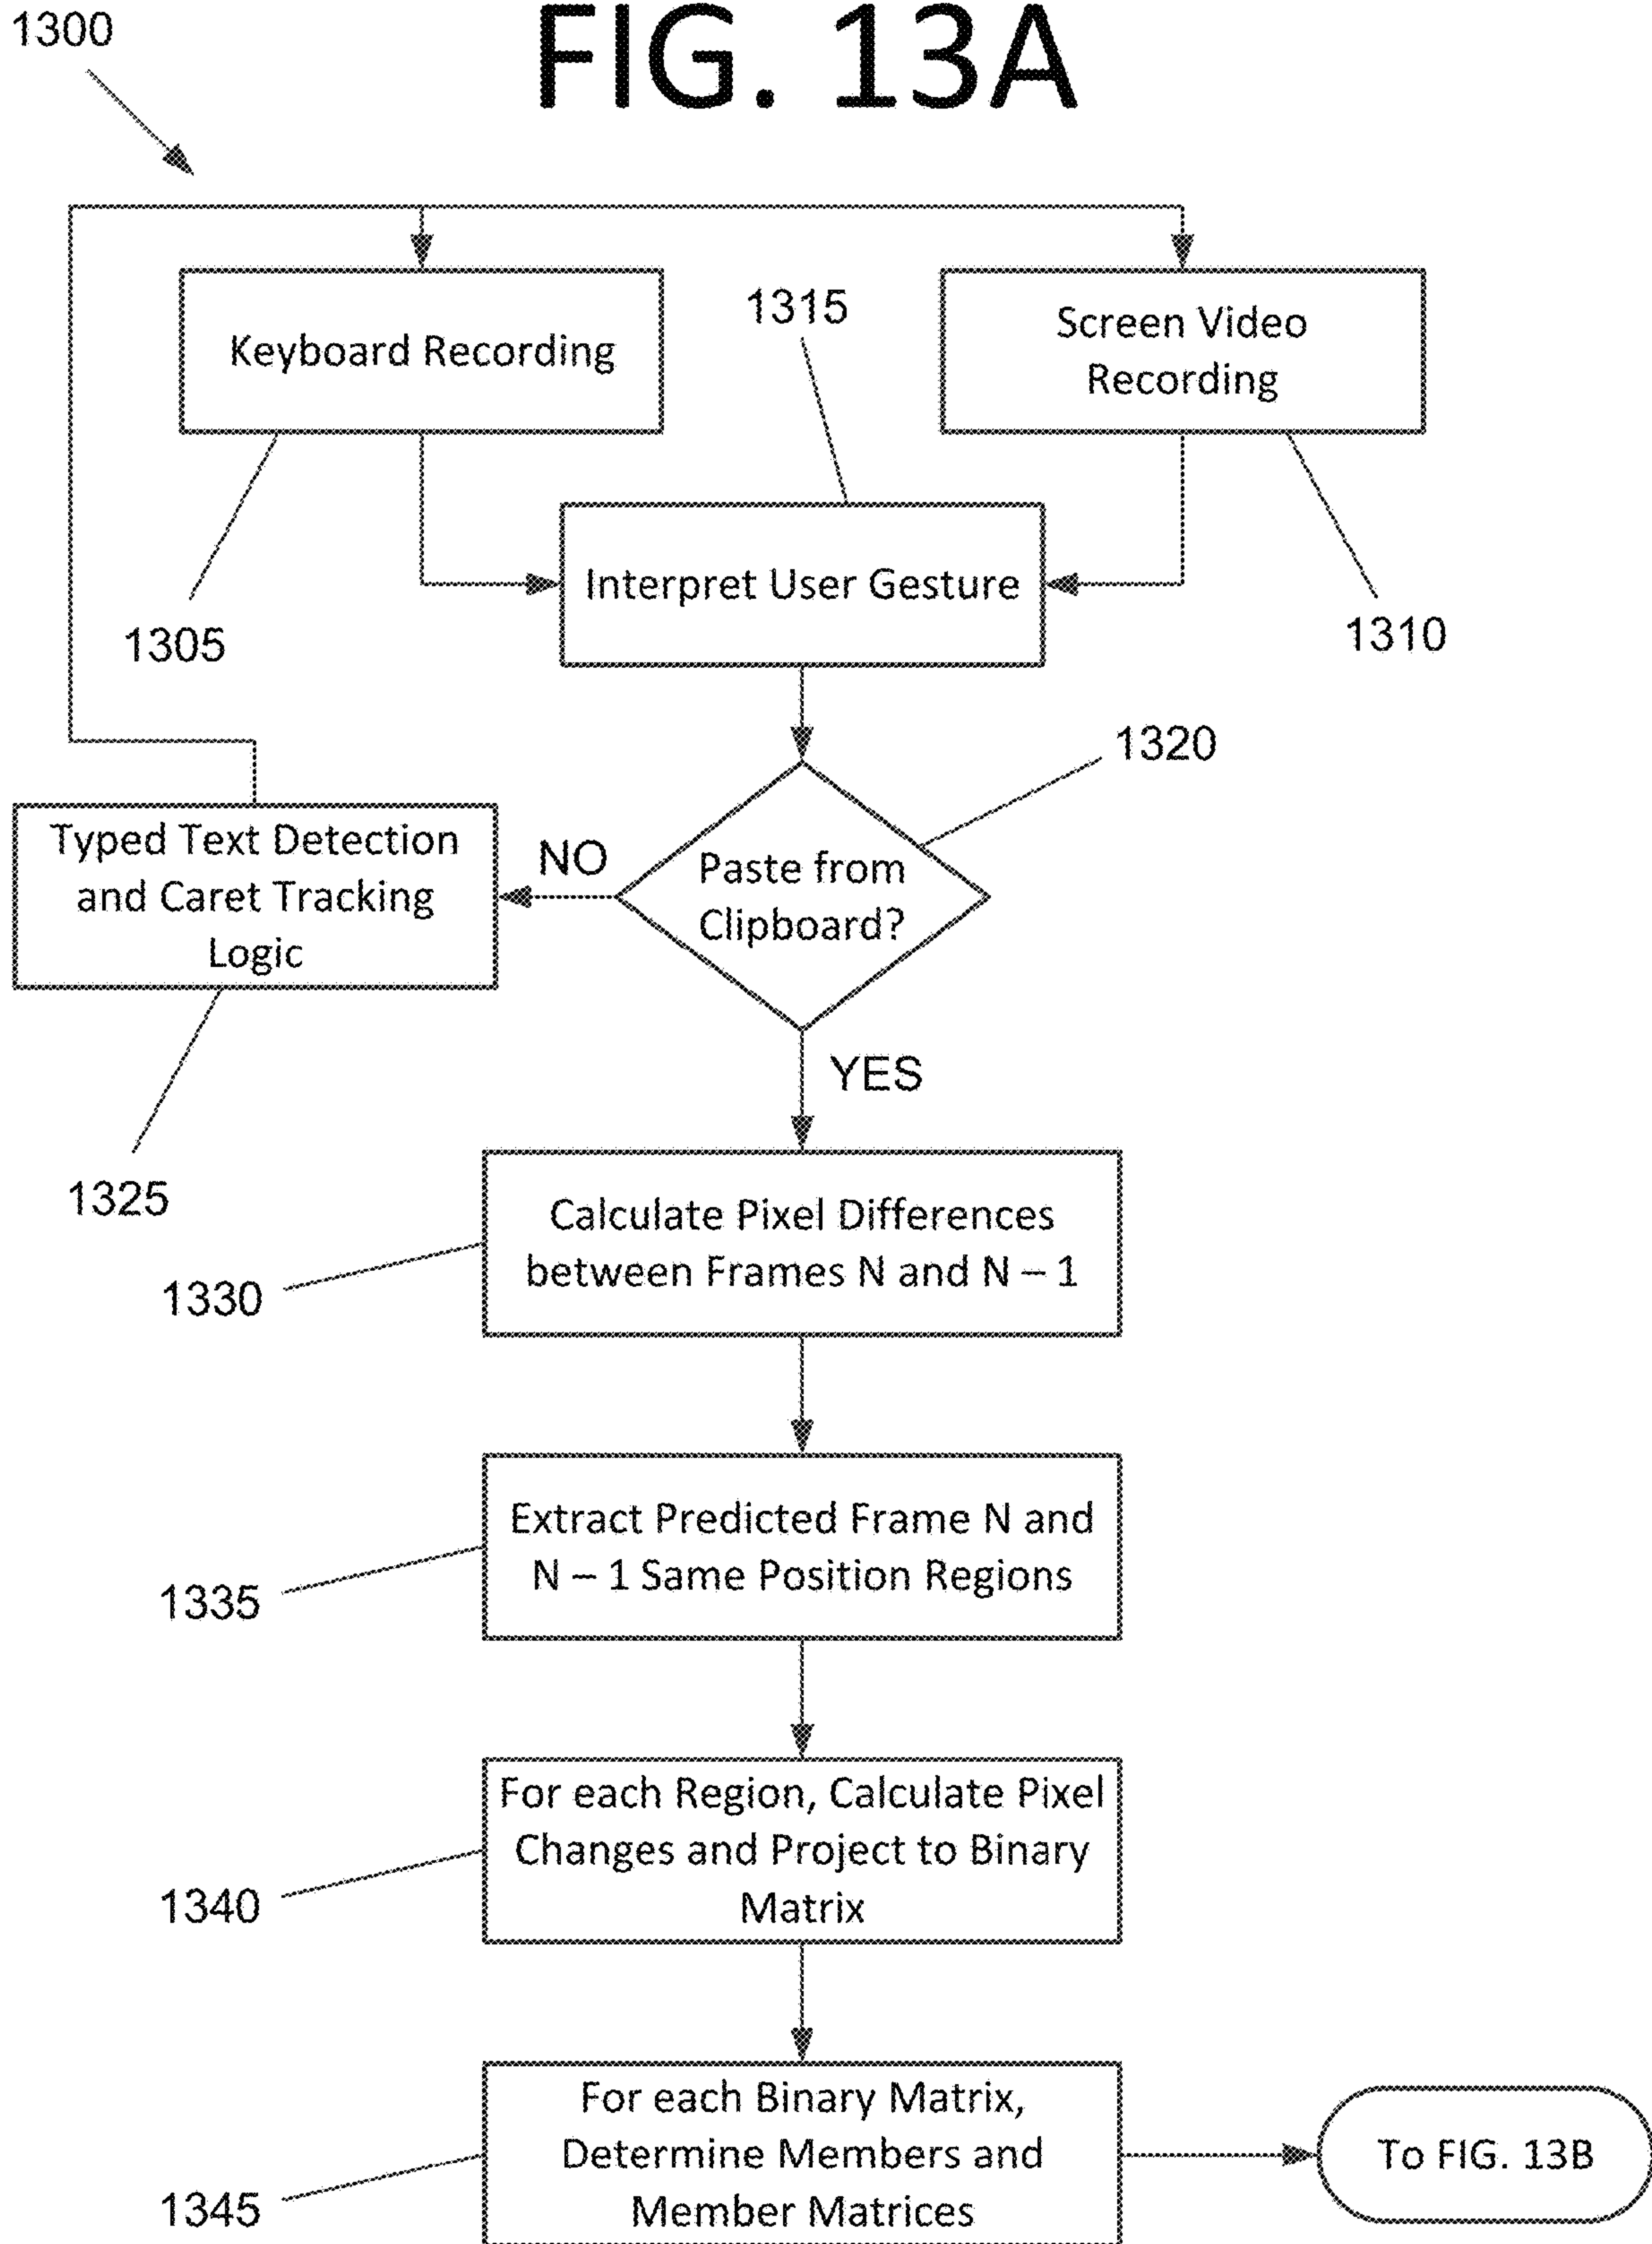 1300
FIG. 13A
Keyboard Recording
1315
Screen Video
Recording
Interpret User Gesture
1305
1310
1320
Typed Text Detection
and Caret Tracking
Logic
NO
Paste from
Clipboard?
YES
1325
Calculate Pixel Differences
between Frames N and N – 1
1330
Extract Predicted Frame N and
N – 1 Same Position Regions
1335
For each Region, Calculate Pixel
Changes and Project to Binary
Matrix
1340
For each Binary Matrix,
Determine Members and
Member Matrices
1345
To FIG. 13B